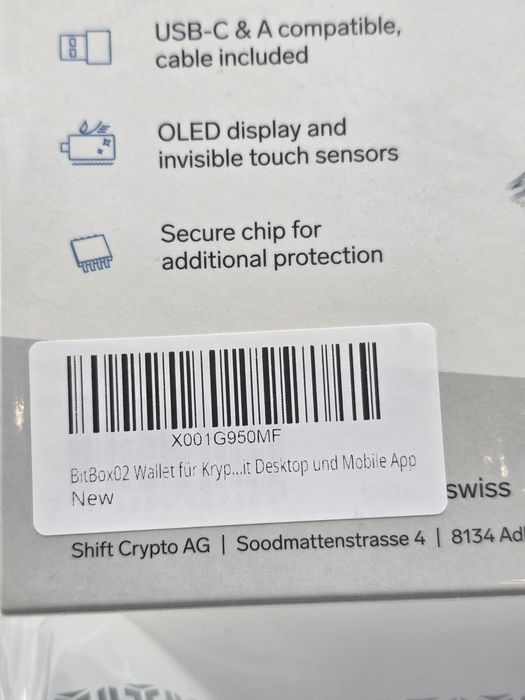 USB-C & A compatible,
cable included
OLED display and
invisible touch sensors
Secure chip for
additional protection
X001G950MF
BitBox02 Wallet für Kryp...it Desktop und Mobile App
New
swiss
Shift Crypto AG | Soodmattenstrasse 4 | 8134 Adl